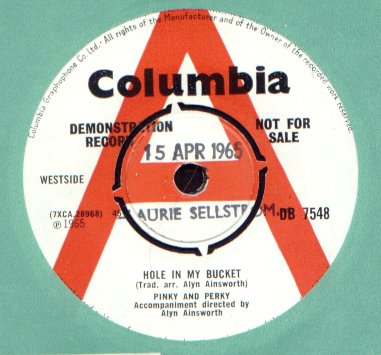 Columbia Graphophone Co. Ltd.· All rights of the Manufacturer and of the Owner of the recorded work reserved.
Columbia
DEMONSTRATION RECORD
NOT FOR SALE
15 APR 1965
WESTSIDE
(7XCA.28968) 45
LAURIE SELLSTROM.
DB 7548
℗ 1965
HOLE IN MY BUCKET
(Trad. arr. Alyn Ainsworth)
PINKY AND PERKY
Accompaniment directed by
Alyn Ainsworth